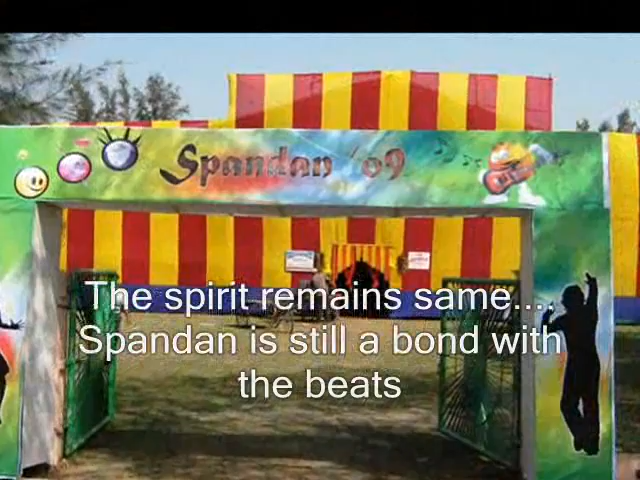 Spandan '09
The spirit remains same....
Spandan is still a bond with
the beats